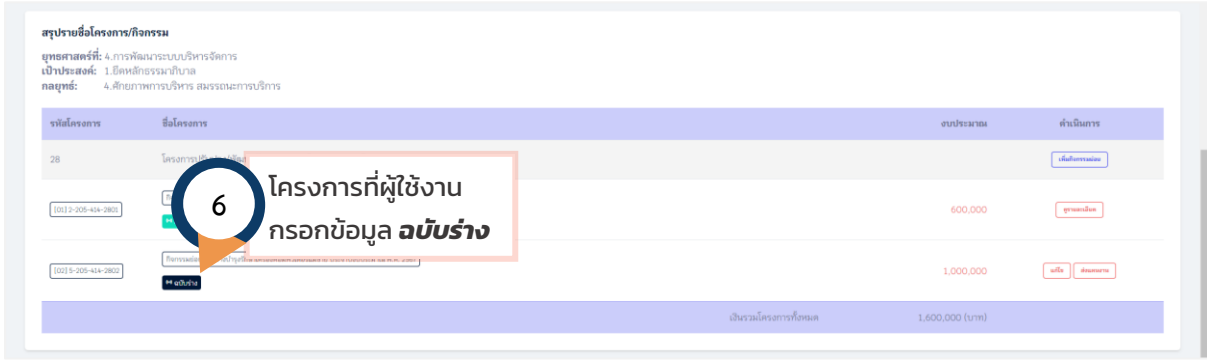 สรุปรายชื่อโครงการ/กิจกรรม
ยุทธศาสตร์ที่: 4.การพัฒนาระบบบริหารจัดการ
เป้าประสงค์: 1.ยึดหลักธรรมาภิบาล
กลยุทธ์: 4.ศักยภาพการบริหาร สมรรถนะการบริการ
รหัสโครงการ ชื่อโครงการ งบประมาณ ดำเนินการ
28 เพิ่มกิจกรรมย่อย
6
โครงการที่ผู้ใช้งาน
กรอกข้อมูล ฉบับร่าง
[01] 2-205-414-2801 600,000 ดูรายละเอียด
[02] 5-205-414-2802 1,000,000 แก้ไข ส่งแผนงาน
ฉบับร่าง
เงินรวมโครงการทั้งหมด 1,600,000 (บาท)